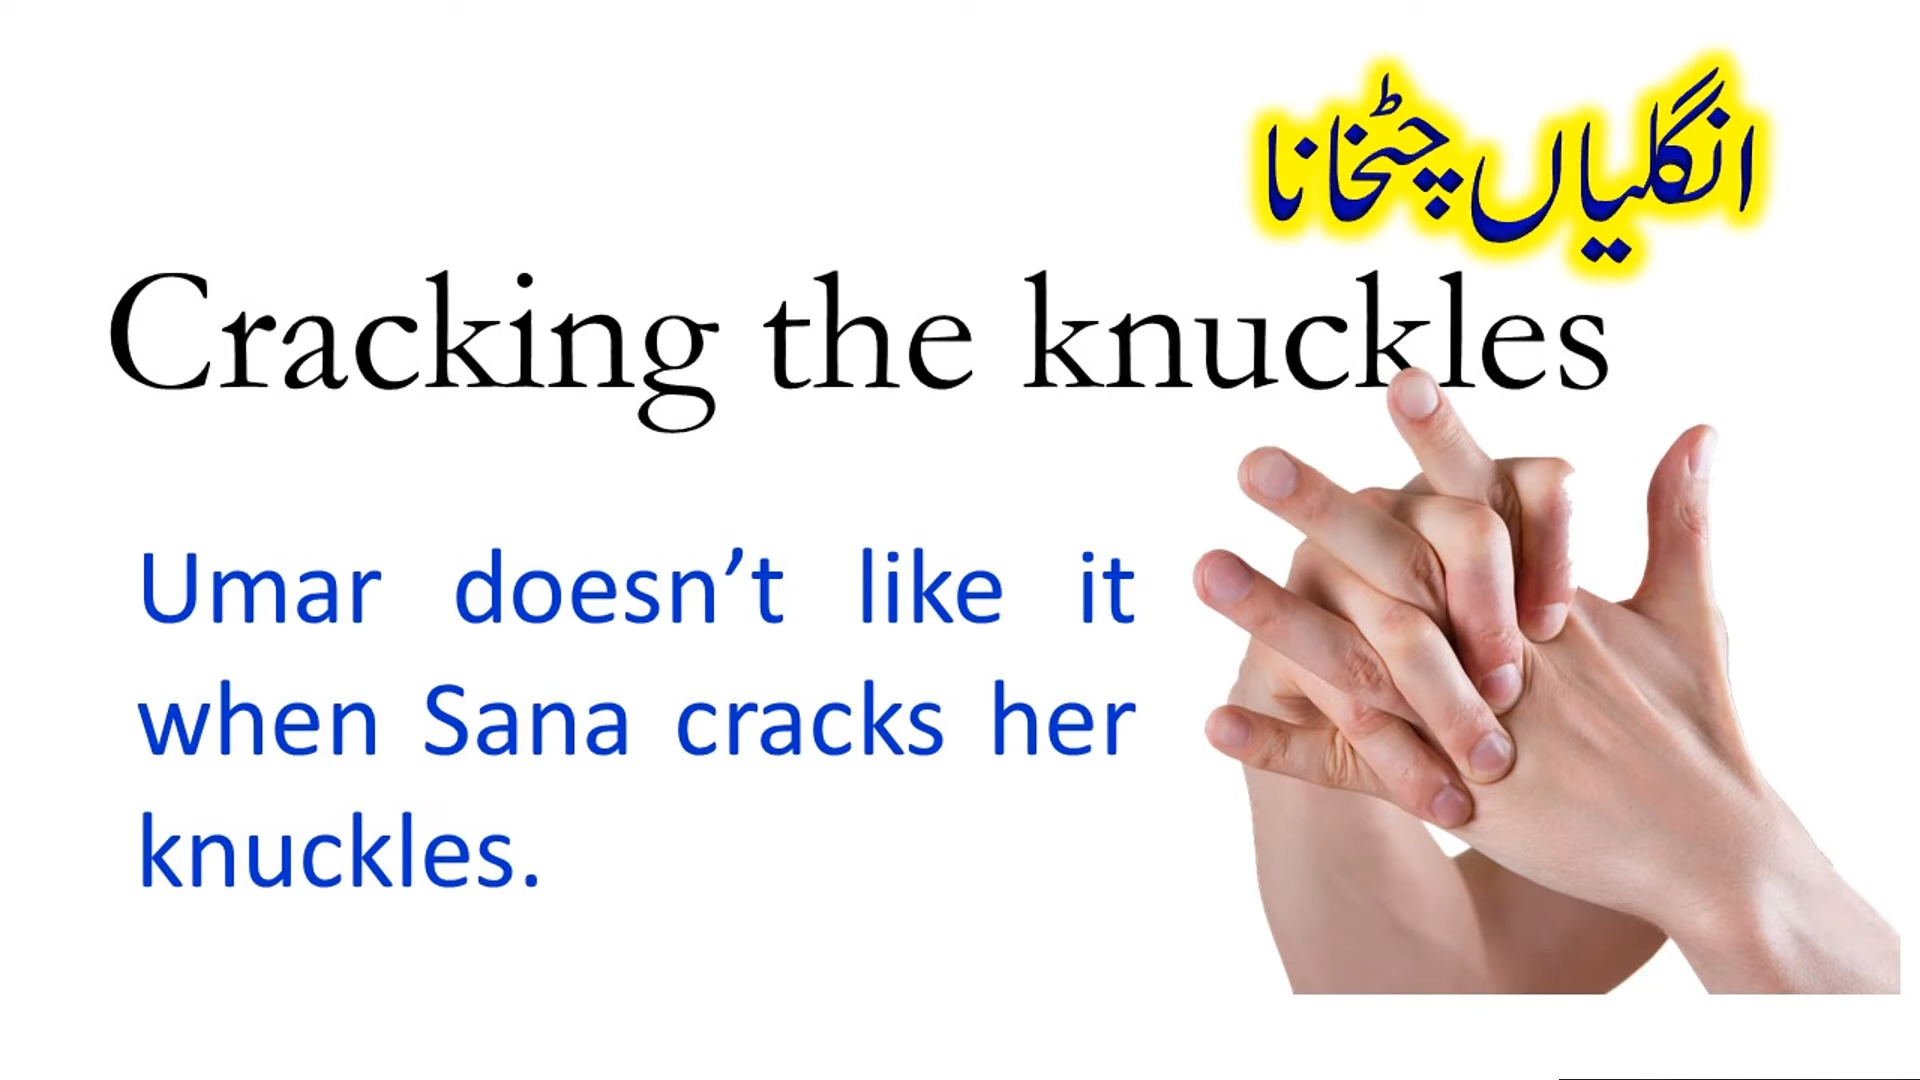 انگلیاں چٹخانا
Cracking the knuckles
Umar doesn’t like it
when Sana cracks her
knuckles.